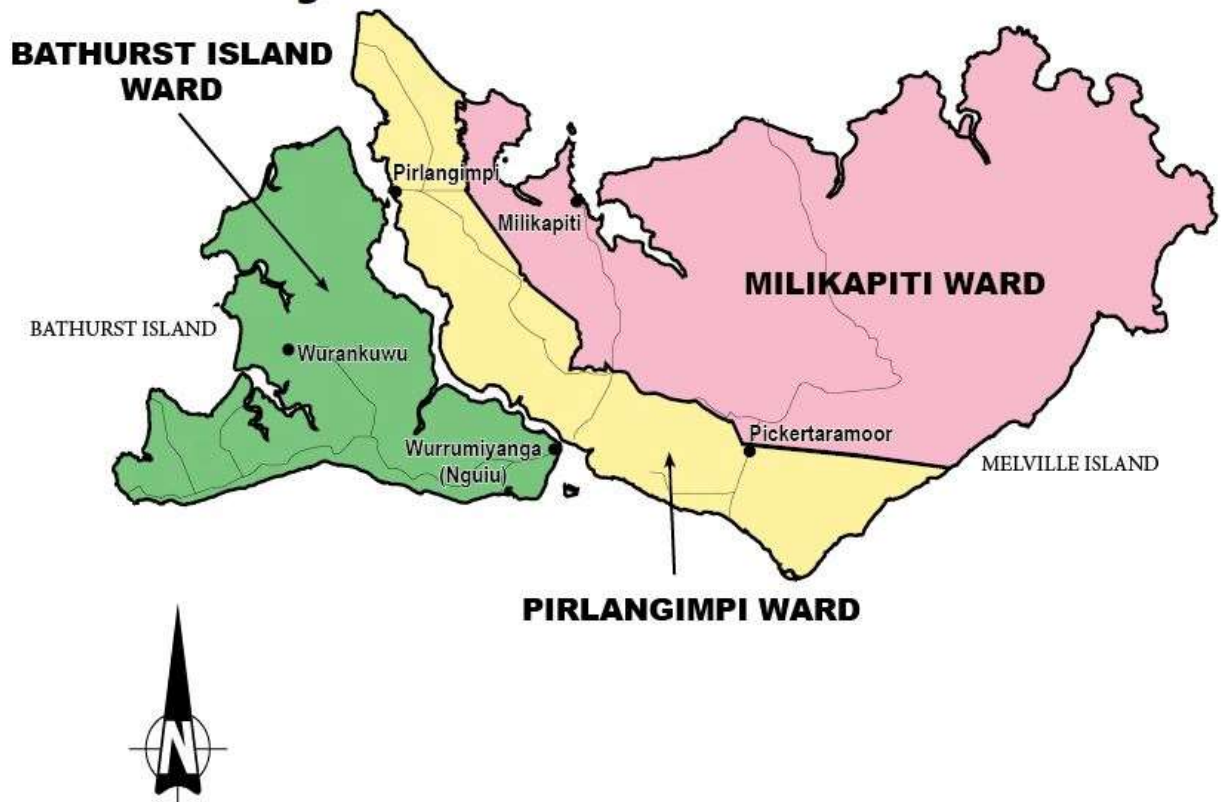 BATHURST ISLAND
WARD
Pirlangimpi
Milikapiti
MILIKAPITI WARD
BATHURST ISLAND
Wurankuwu
Wurrumiyanga
(Nguiu)
Pickertaramoor
MELVILLE ISLAND
PIRLANGIMPI WARD
N